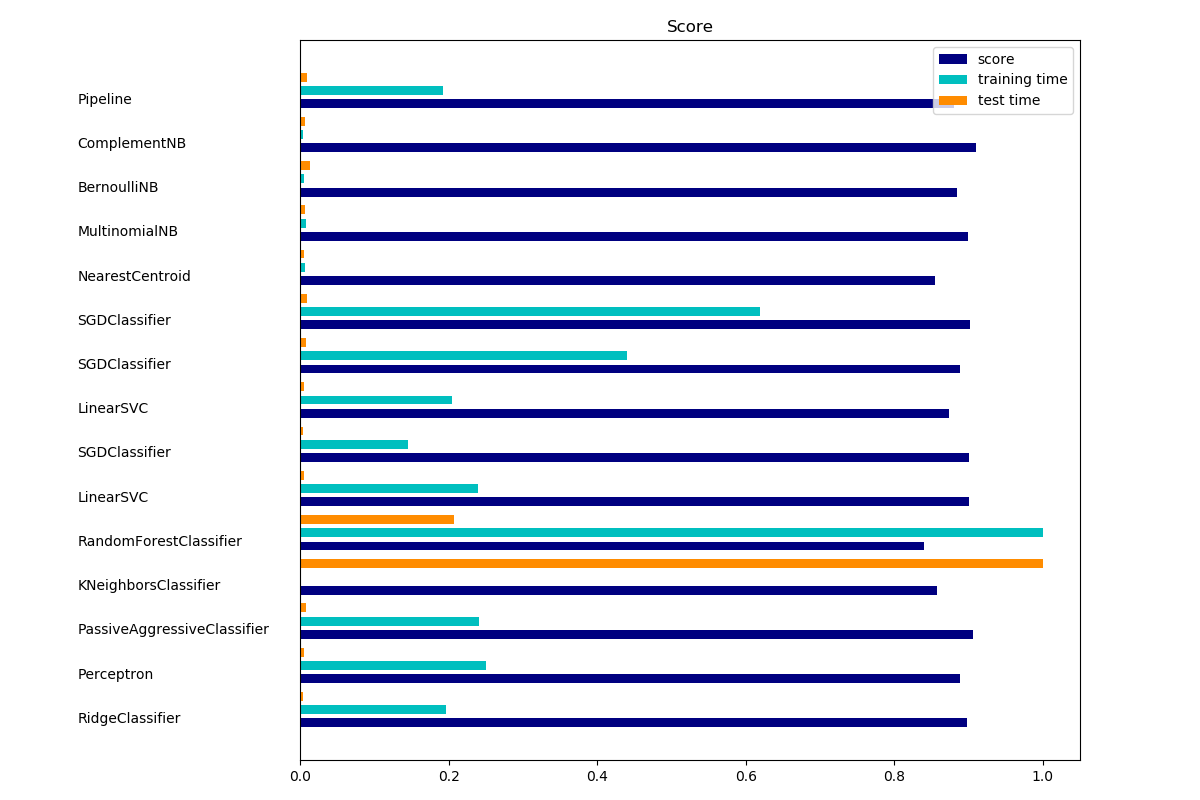 Score
score
training time
test time
Pipeline
ComplementNB
BernoulliNB
MultinomialNB
NearestCentroid
SGDClassifier
SGDClassifier
LinearSVC
SGDClassifier
LinearSVC
RandomForestClassifier
KNeighborsClassifier
PassiveAggressiveClassifier
Perceptron
RidgeClassifier
0.0 0.2 0.4 0.6 0.8 1.0